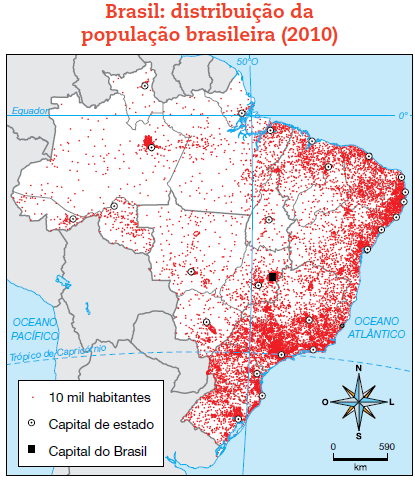 Brasil: distribuição da
população brasileira (2010)
50°O
Equador
0°
OCEANO
PACÍFICO
OCEANO
ATLÂNTICO
Trópico de Capricórnio
10 mil habitantes
Capital de estado
Capital do Brasil
N
O
L
S
0
590
km